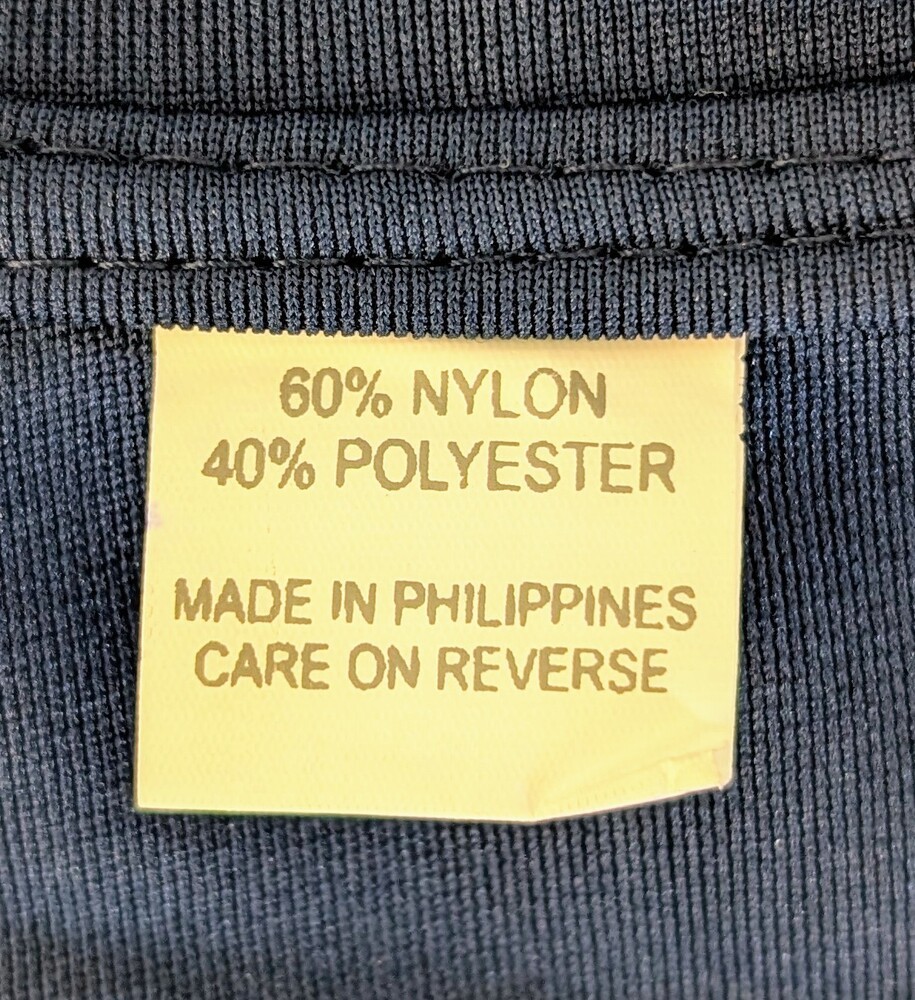 60% NYLON
40% POLYESTER
MADE IN PHILIPPINES
CARE ON REVERSE